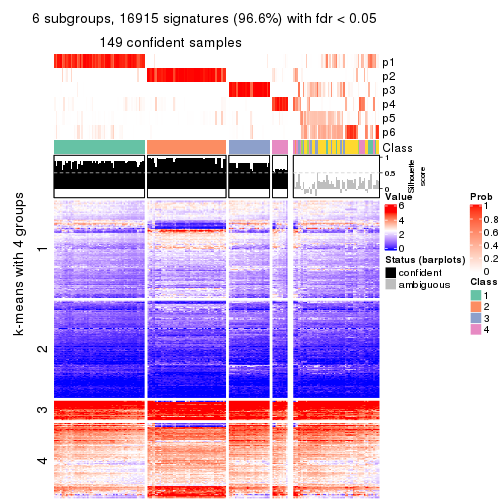 6 subgroups, 16915 signatures (96.6%) with fdr < 0.05
149 confident samples
p1
p2
p3
p4
p5
p6
Class
1
0.5
0
Silhouette
score
k-means with 4 groups
1
2
3
4
Value
6
4
2
0
Status (barplots)
confident
ambiguous
Prob
1
0.8
0.6
0.4
0.2
0
Class
1
2
3
4